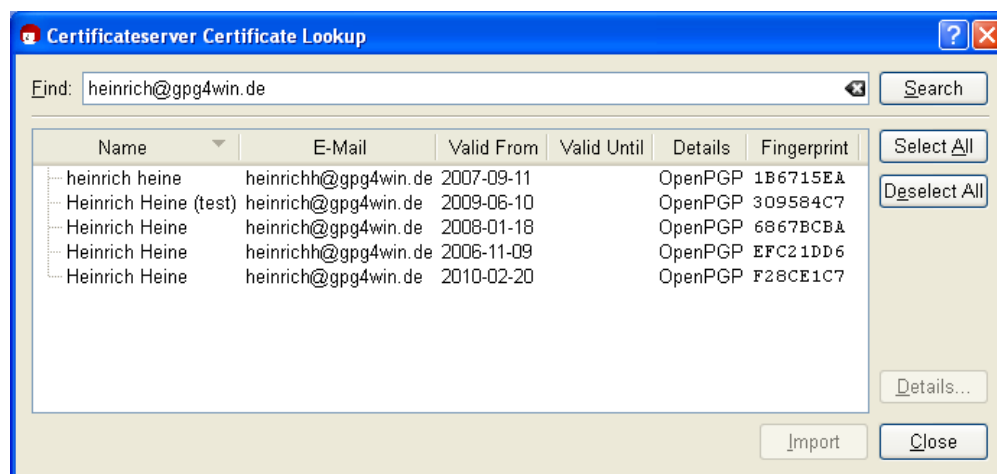 Certificateserver Certificate Lookup
Find: heinrich@gpg4win.de Search
Name E-Mail Valid From Valid Until Details Fingerprint Select All
heinrich heine heinrichh@gpg4win.de 2007-09-11 OpenPGP 1B6715EA
Deselect All
Heinrich Heine (test) heinrich@gpg4win.de 2009-06-10 OpenPGP 309584C7
Heinrich Heine heinrich@gpg4win.de 2008-01-18 OpenPGP 6867BCBA
Heinrich Heine heinrichh@gpg4win.de 2006-11-09 OpenPGP EFC21DD6
Heinrich Heine heinrich@gpg4win.de 2010-02-20 OpenPGP F28CE1C7
Details...
Import Close